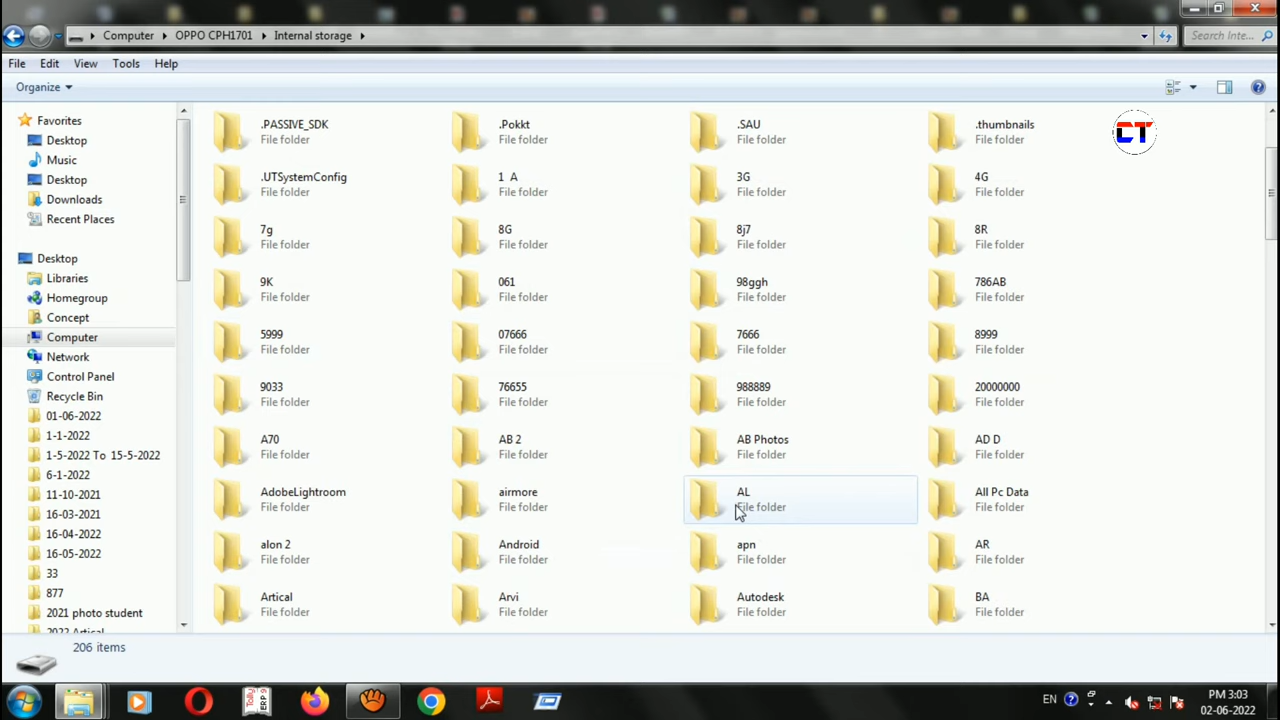 Computer OPPO CPH1701 Internal storage
Search Inte...
File Edit View Tools Help
Organize
Favorites
Desktop
Music
Desktop
Downloads
Recent Places
Desktop
Libraries
Homegroup
Concept
Computer
Network
Control Panel
Recycle Bin
01-06-2022
1-1-2022
1-5-2022 To 15-5-2022
6-1-2022
11-10-2021
16-03-2021
16-04-2022
16-05-2022
33
877
2021 photo student
2022 Artical
.PASSIVE_SDK .Pokkt .SAU .thumbnails
File folder File folder File folder File folder
.UTSystemConfig 1 A 3G 4G
File folder File folder File folder File folder
7g 8G 8j7 8R
File folder File folder File folder File folder
9K 061 98ggh 786AB
File folder File folder File folder File folder
5999 07666 7666 8999
File folder File folder File folder File folder
9033 76655 988889 20000000
File folder File folder File folder File folder
A70 AB 2 AB Photos AD D
File folder File folder File folder File folder
AdobeLightroom airmore AL All Pc Data
File folder File folder File folder File folder
alon 2 Android apn AR
File folder File folder File folder File folder
Artical Arvi Autodesk BA
File folder File folder File folder File folder
CT
206 items
Tally ERP 9
EN
PM 3:03
02-06-2022